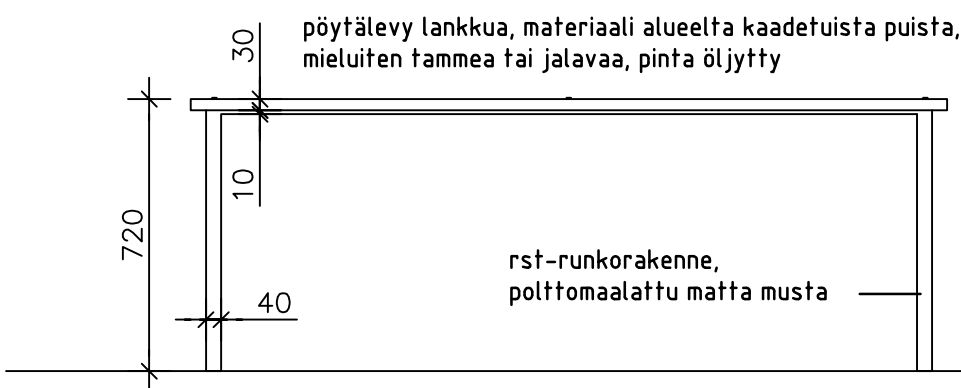 pöytälevy lankkua, materiaali alueelta kaadetuista puista,
mieluiten tammea tai jalavaa, pinta öljytty
30
10
720
rst-runkorakenne,
polttomaalattu matta musta
40